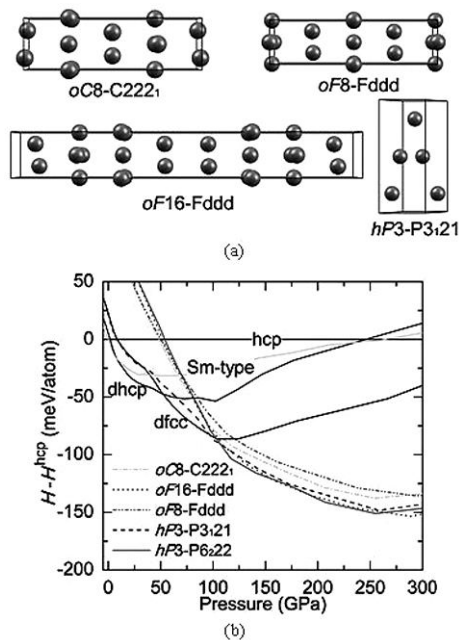 oC8-C222₁
oF8-Fddd
oF16-Fddd
hP3-P3₁21
(a)
50
0
-50
-100
-150
-200
H - Hʰᶜᵖ (meV/atom)
hcp
Sm-type
dhcp
dfcc
oC8-C222₁
oF16-Fddd
oF8-Fddd
hP3-P3₁21
hP3-P6₂22
0 50 100 150 200 250 300
Pressure (GPa)
(b)